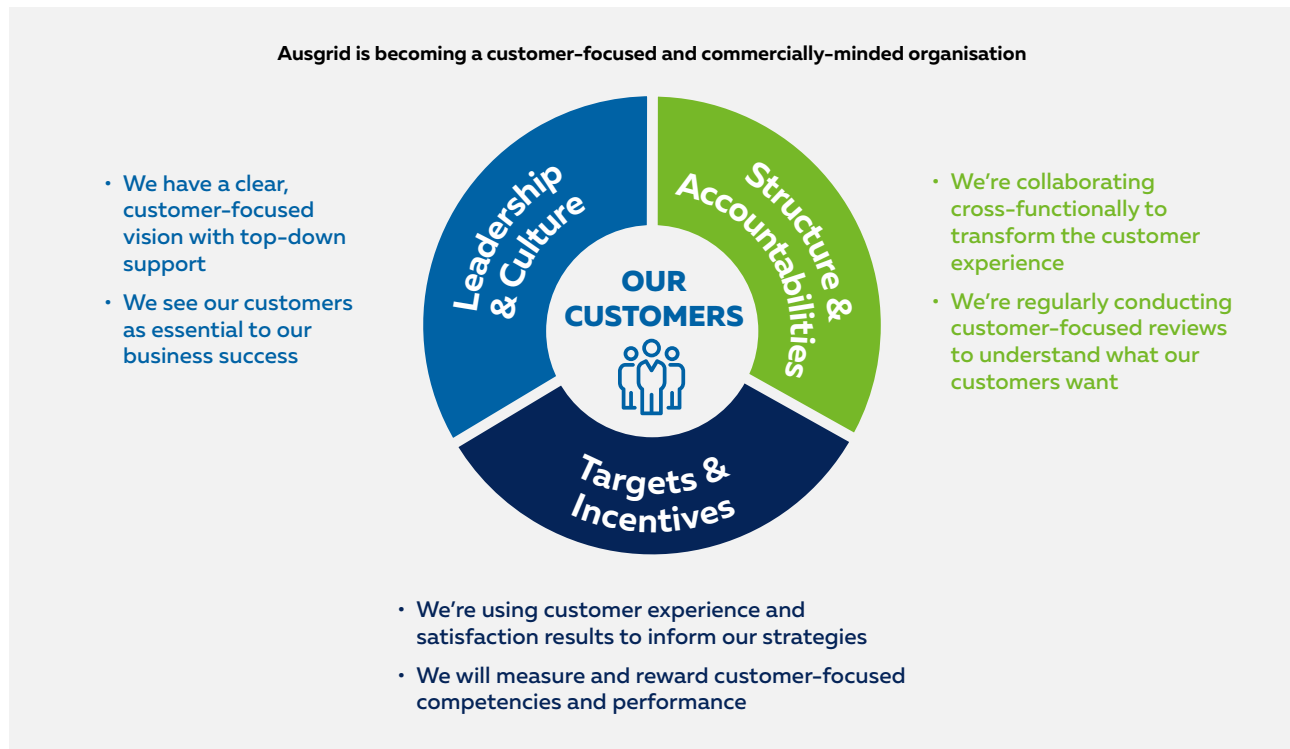 Ausgrid is becoming a customer-focused and commercially-minded organisation
Leadership
& Culture
• We have a clear,
customer-focused
vision with top-down
support
• We see our customers
as essential to our
business success
OUR
CUSTOMERS
Structure &
Accountabilities
• We’re collaborating
cross-functionally to
transform the customer
experience
• We’re regularly conducting
customer-focused reviews
to understand what our
customers want
Targets &
Incentives
• We’re using customer experience and
satisfaction results to inform our strategies
• We will measure and reward customer-focused
competencies and performance